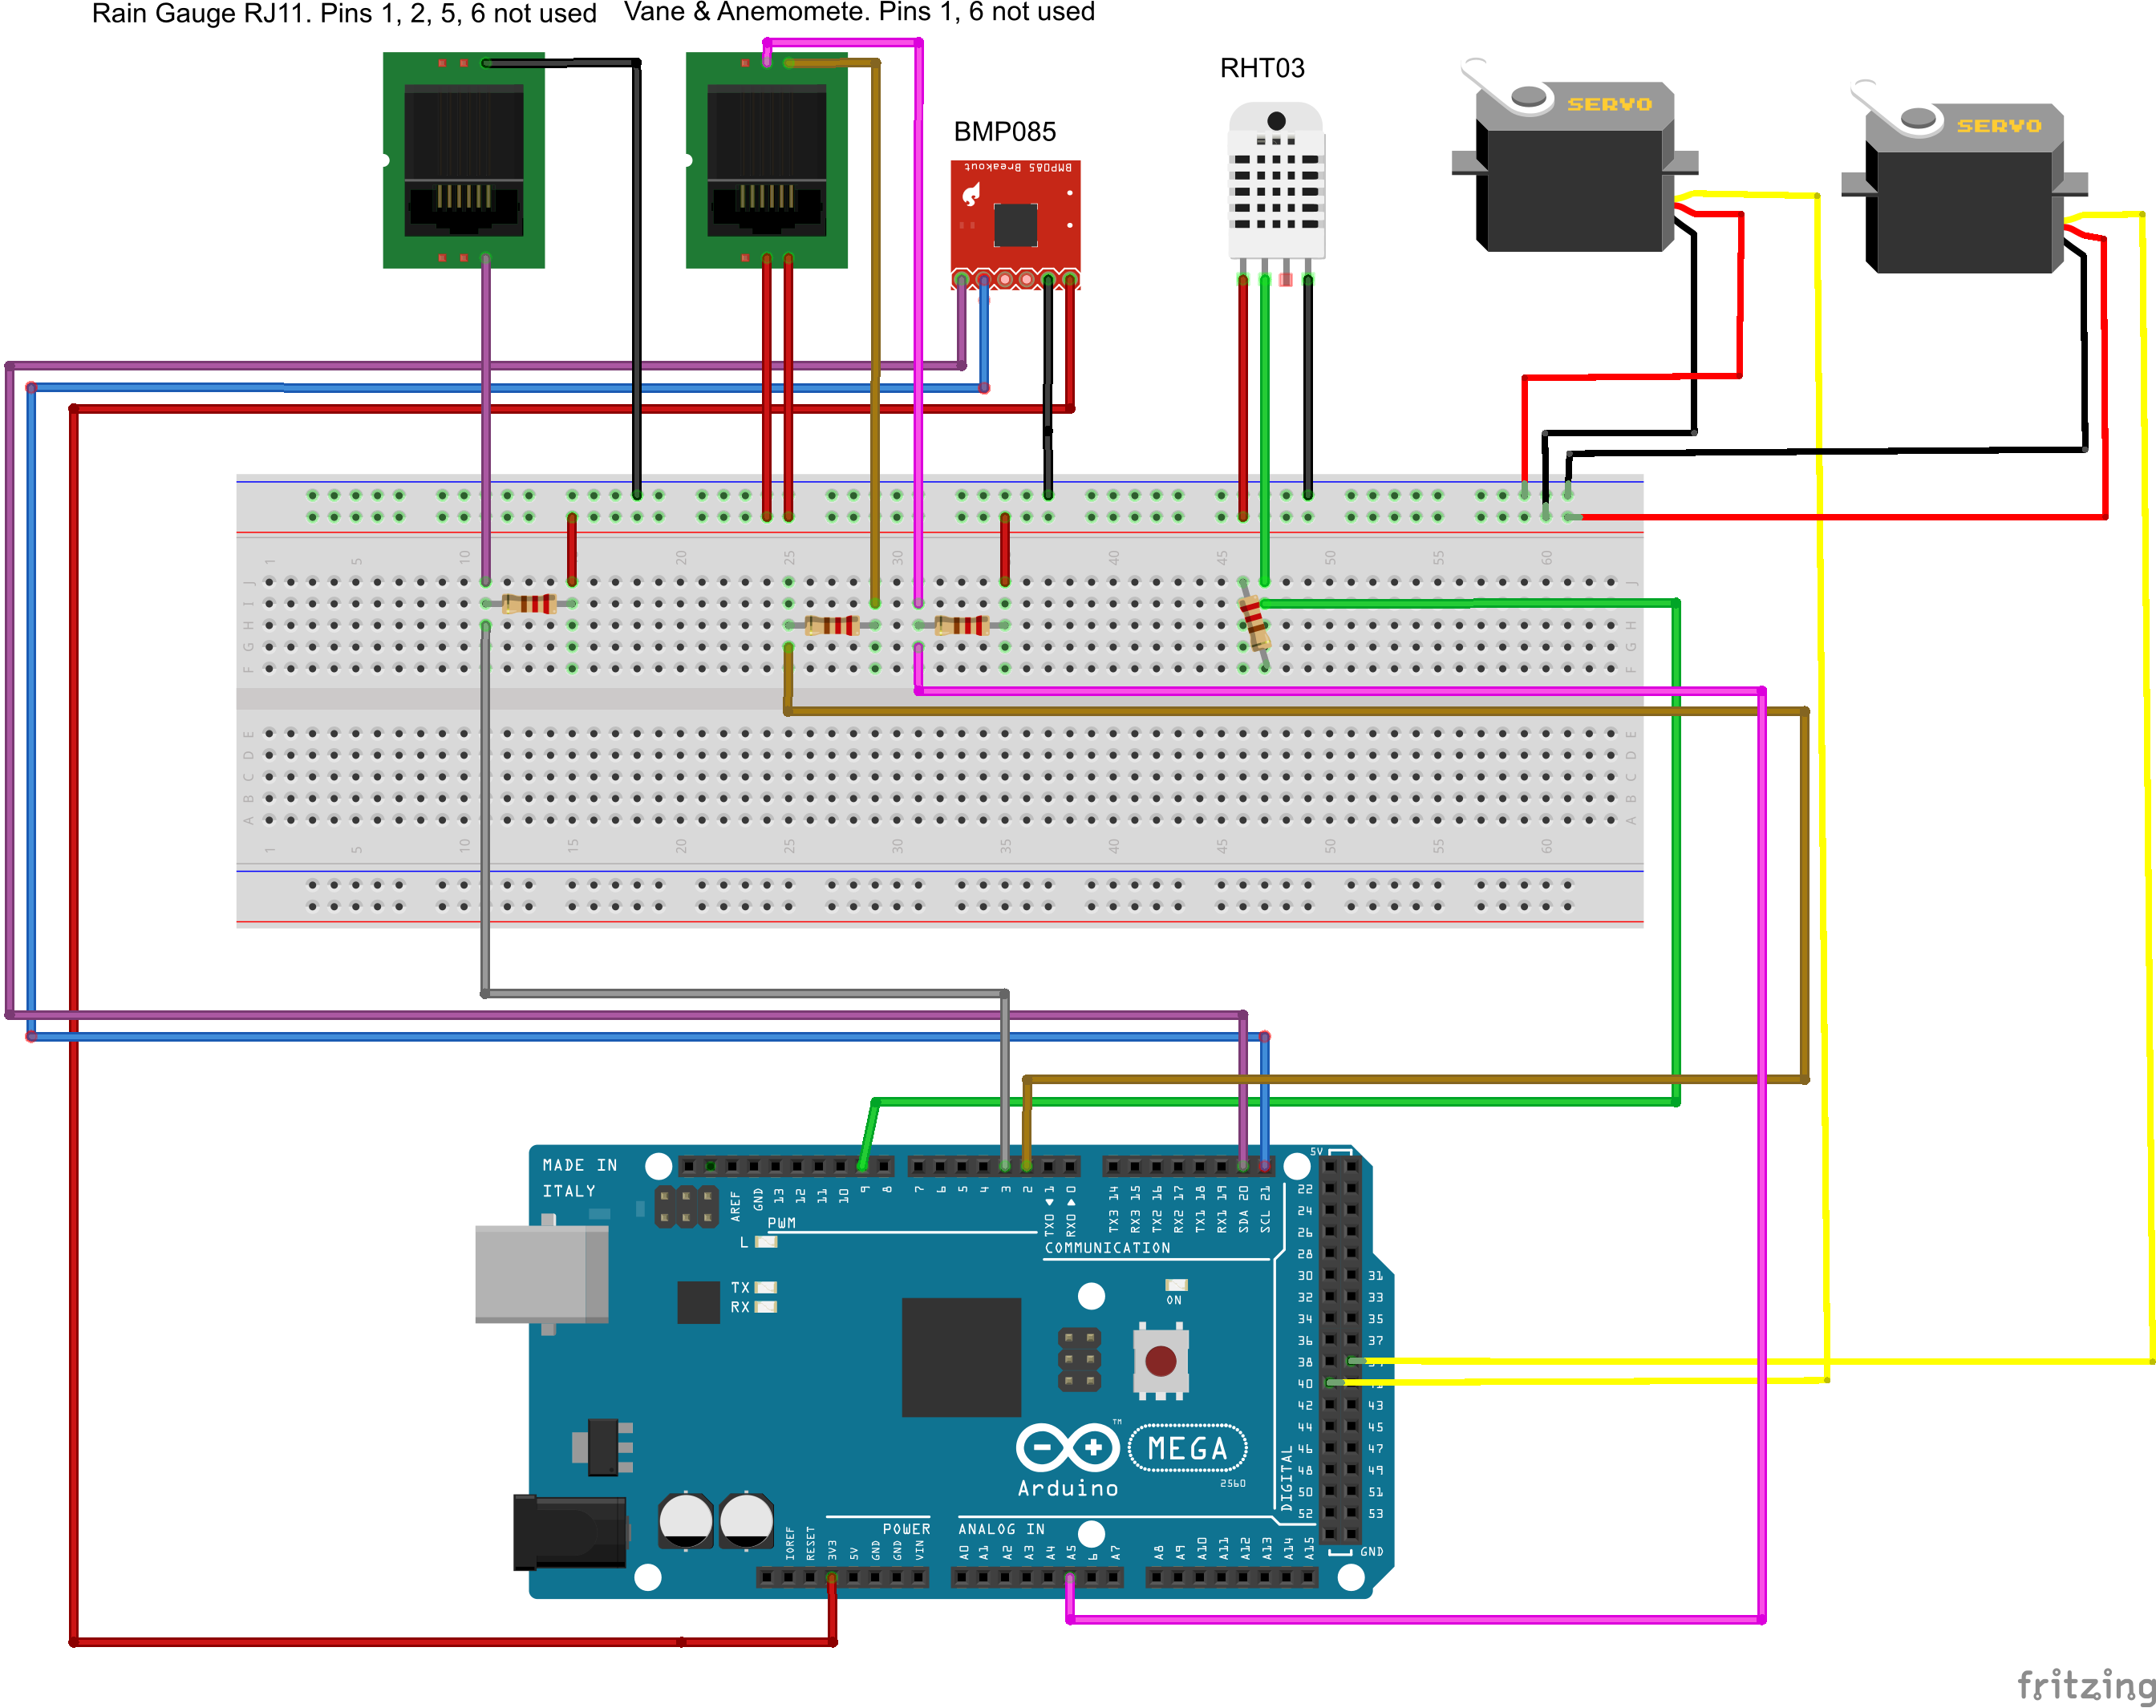 Rain Gauge RJ11. Pins 1, 2, 5, 6 not used
Vane & Anemomete. Pins 1, 6 not used
RHT03
BMP085
BMP085 Breakout
SERVO
SERVO
1 5 10 15 20 25 30 35 40 45 50 55 60
J J
I I
H H
G G
F F
E E
D D
C C
B B
A A
1 5 10 15 20 25 30 35 40 45 50 55 60
MADE IN
ITALY
AREF GND 13 12 11 10 9 8
7 6 5 4 3 2 TX0 1 RX0 0
TX3 14 RX3 15 TX2 16 RX2 17 TX1 18 RX1 19 SDA 20 SCL 21
PWM
COMMUNICATION
L
TX
RX
ON
5V
22
24
26
28
30 31
32 33
34 35
36 37
38
40
42 43
44 45
46 47
48 49
50 51
52 53
GND
DIGITAL
TM
MEGA
2560
Arduino
POWER
ANALOG IN
IOREF RESET 3V3 5V GND GND VIN
A0 A1 A2 A3 A4 A5 6 A7
A8 A9 A10 A11 A12 A13 A14 A15
fritzing